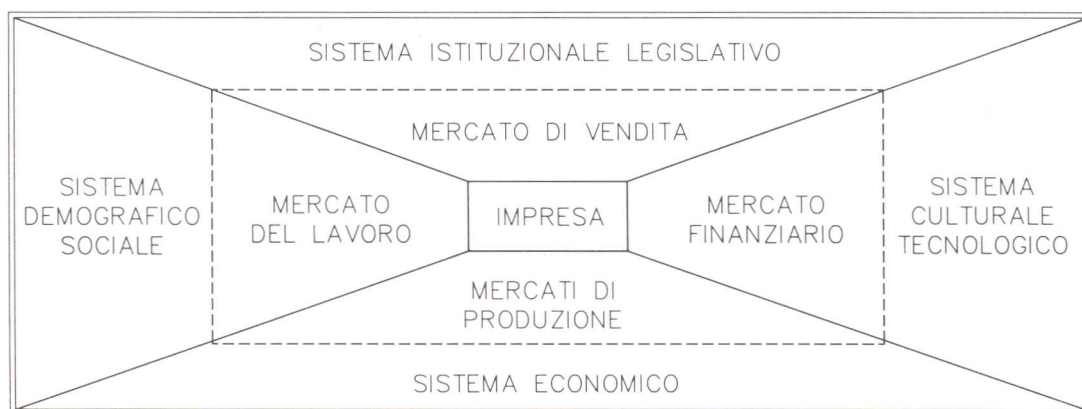 SISTEMA ISTITUZIONALE LEGISLATIVO
MERCATO DI VENDITA
SISTEMA
DEMOGRAFICO
SOCIALE
MERCATO
DEL LAVORO
IMPRESA
MERCATO
FINANZIARIO
SISTEMA
CULTURALE
TECNOLOGICO
MERCATI DI
PRODUZIONE
SISTEMA ECONOMICO